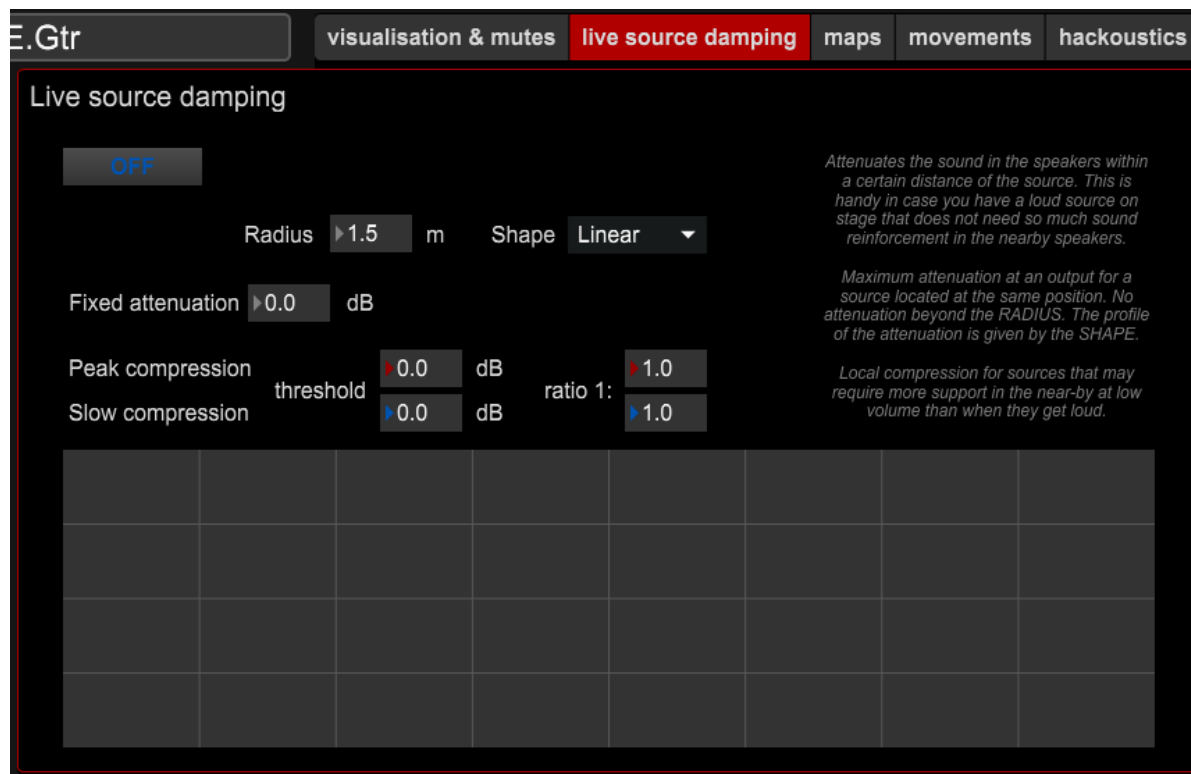 E.Gtr
visualisation & mutes
live source damping
maps
movements
hackoustics
Live source damping
OFF
Radius 1.5 m Shape Linear
Fixed attenuation 0.0 dB
Peak compression
Slow compression
threshold
0.0 dB
0.0 dB
ratio 1:
1.0
1.0
Attenuates the sound in the speakers within
a certain distance of the source. This is
handy in case you have a loud source on
stage that does not need so much sound
reinforcement in the nearby speakers.
Maximum attenuation at an output for a
source located at the same position. No
attenuation beyond the RADIUS. The profile
of the attenuation is given by the SHAPE.
Local compression for sources that may
require more support in the near-by at low
volume than when they get loud.